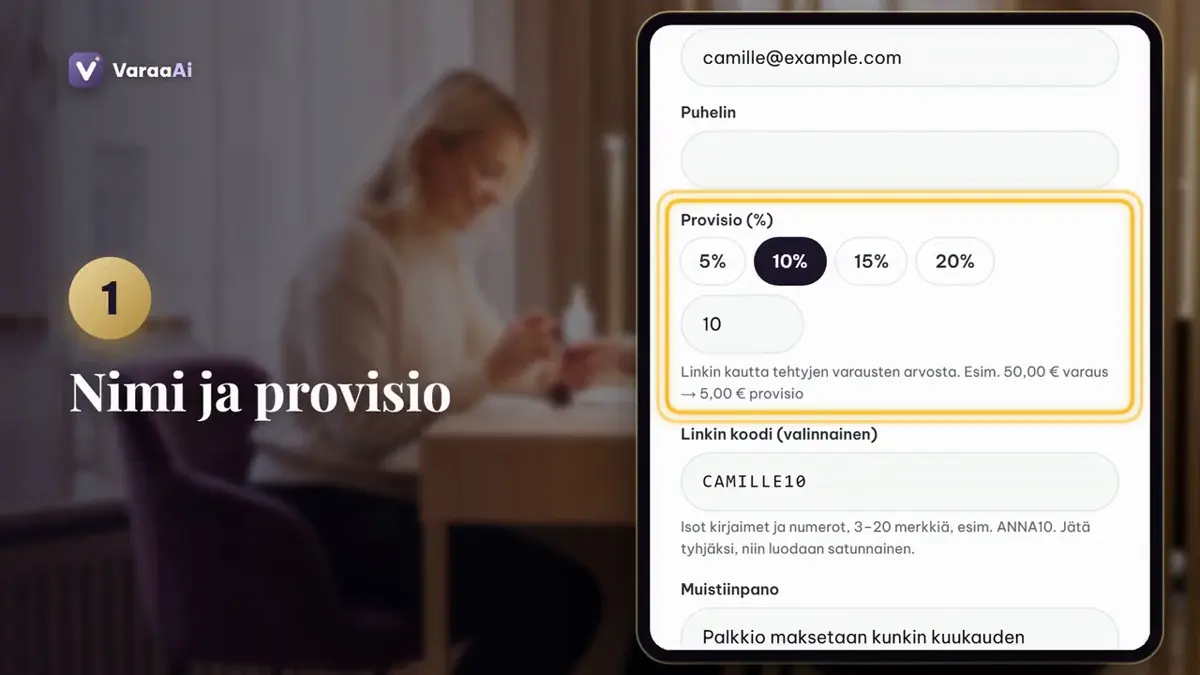 VaraaAi
1
Nimi ja provisio
camille@example.com
Puhelin
Provisio (%)
5%
10%
15%
20%
10
Linkin kautta tehtyjen varausten arvosta. Esim. 50,00 € varaus
→ 5,00 € provisio
Linkin koodi (valinnainen)
CAMILLE10
Isot kirjaimet ja numerot, 3–20 merkkiä, esim. ANNA10. Jätä
tyhjäksi, niin luodaan satunnainen.
Muistiinpano
Palkkio maksetaan kunkin kuukauden